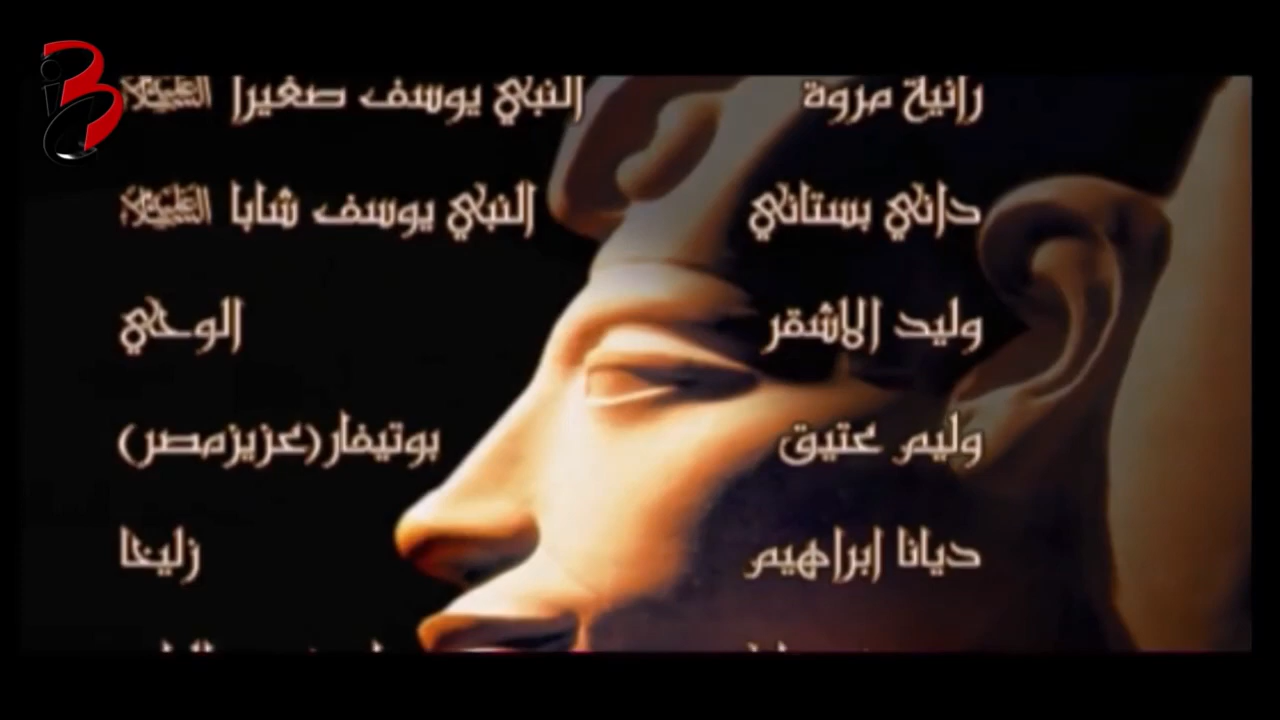 رانية مروة النبي يوسف صغيرا عليه السلام
داني بستاني النبي يوسف شابا عليه السلام
وليد الاشقر الوحي
وليم عتيق بوتيفار (عزيز مصر)
ديانا ابراهيم زليخا